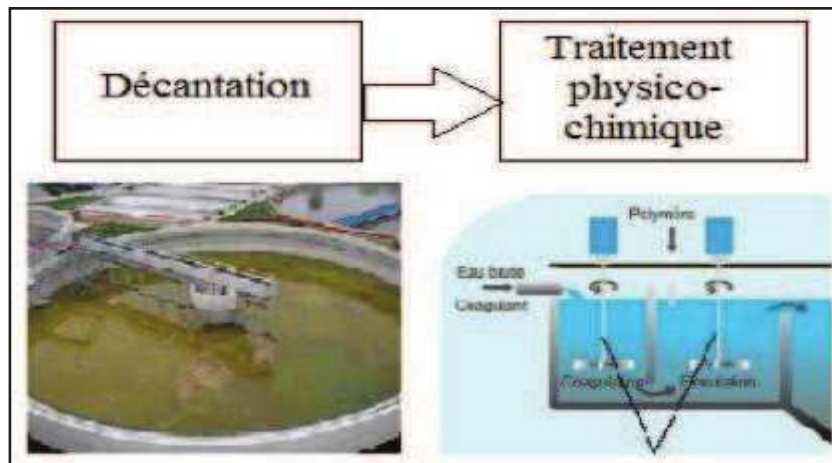 Décantation
Traitement
physico-
chimique
Polymère
Eau brute
Coagulant
Coagulation
Floculation